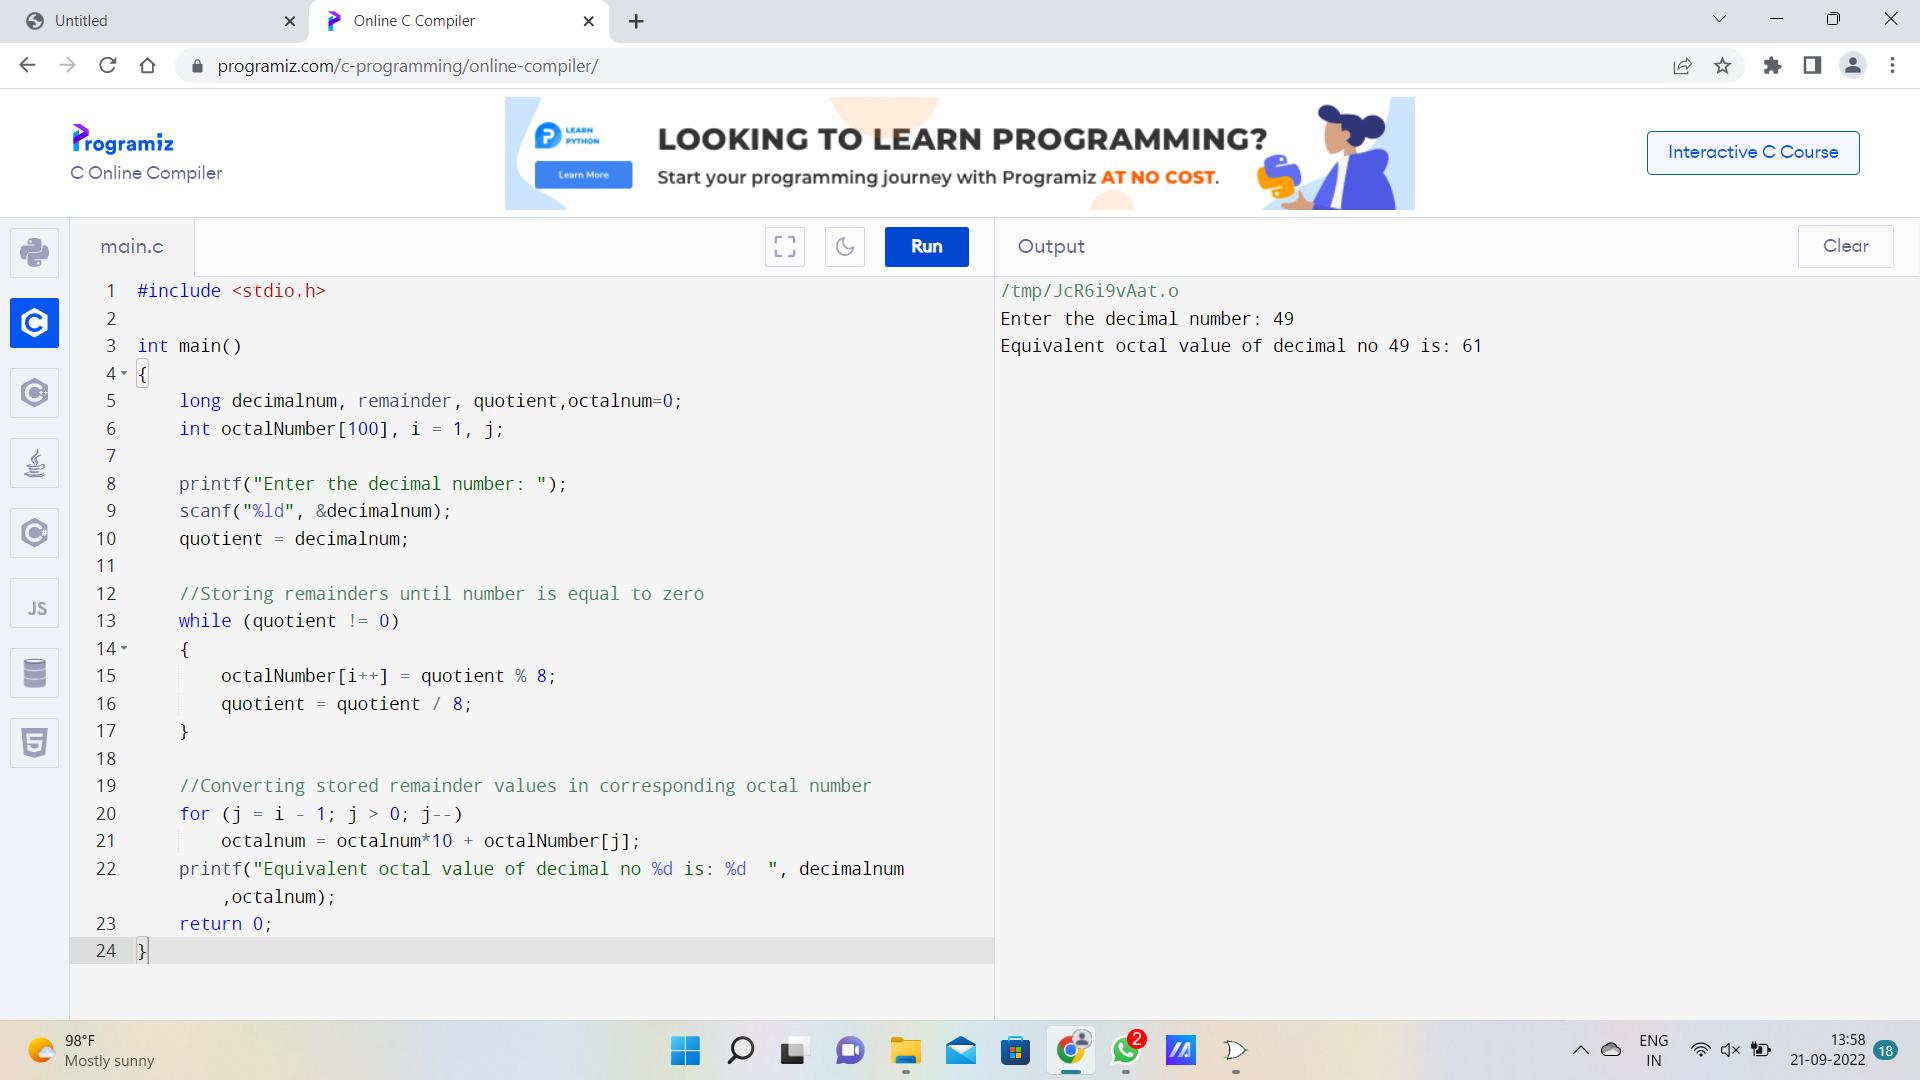 Untitled
Online C Compiler
programiz.com/c-programming/online-compiler/
Programiz
C Online Compiler
LEARN
PYTHON
Learn More
LOOKING TO LEARN PROGRAMMING?
Start your programming journey with Programiz AT NO COST.
Interactive C Course
main.c
Run
Output
Clear
1 #include <stdio.h>
2
3 int main()
4 {
5 long decimalnum, remainder, quotient,octalnum=0;
6 int octalNumber[100], i = 1, j;
7
8 printf("Enter the decimal number: ");
9 scanf("%ld", &decimalnum);
10 quotient = decimalnum;
11
12 //Storing remainders until number is equal to zero
13 while (quotient != 0)
14 {
15 octalNumber[i++] = quotient % 8;
16 quotient = quotient / 8;
17 }
18
19 //Converting stored remainder values in corresponding octal number
20 for (j = i - 1; j > 0; j--)
21 octalnum = octalnum*10 + octalNumber[j];
22 printf("Equivalent octal value of decimal no %d is: %d  ", decimalnum
,octalnum);
23 return 0;
24 }
/tmp/JcR6i9vAat.o
Enter the decimal number: 49
Equivalent octal value of decimal no 49 is: 61
JS
98°F
Mostly sunny
2
ENG
IN
13:58
21-09-2022
18